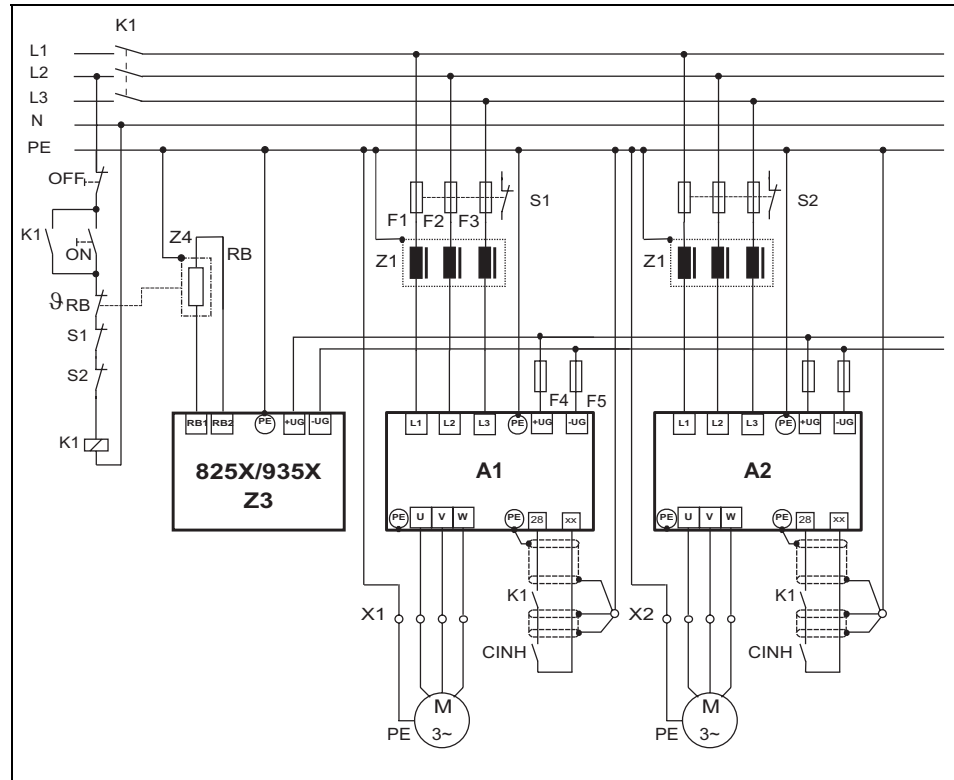 K1
L1
L2
L3
N
PE
OFF
K1
ON
Z4
RB
F1 F2 F3
S1
S2
Z1
Z1
ϑRB
S1
S2
K1
F4 F5
RB1 RB2 PE +UG -UG
825X/935X
Z3
L1 L2 L3 PE +UG -UG
A1
PE U V W PE 28 xx
L1 L2 L3 PE +UG -UG
A2
PE U V W PE 28 xx
K1
K1
X1
X2
CINH
CINH
M
3~
PE
M
3~
PE